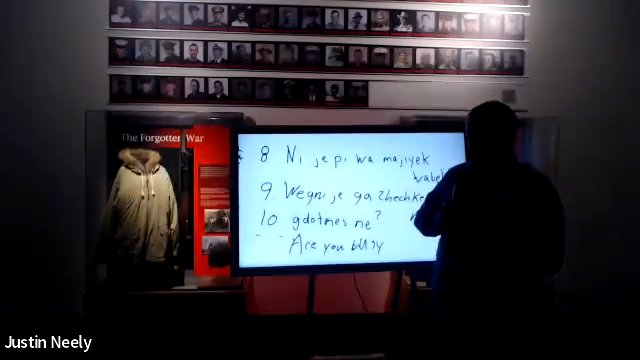 The Forgotten War
8 Ni je pi wa majiyek
9. Wegni je ga zhechke
10 gdotmes ne?
Are you busy
Justin Neely